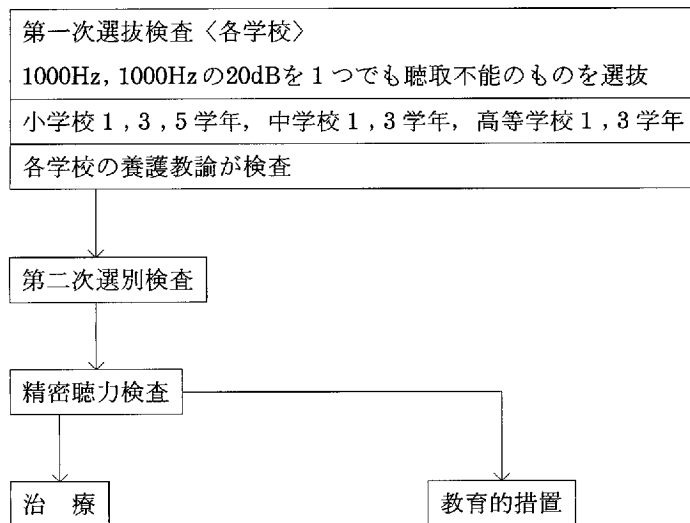 第一次選抜検査〈各学校〉
1000Hz, 1000Hzの20dBを1つでも聴取不能のものを選抜
小学校1,3,5学年, 中学校1,3学年, 高等学校1,3学年
各学校の養護教諭が検査
第二次選別検査
精密聴力検査
治 療
教育的措置